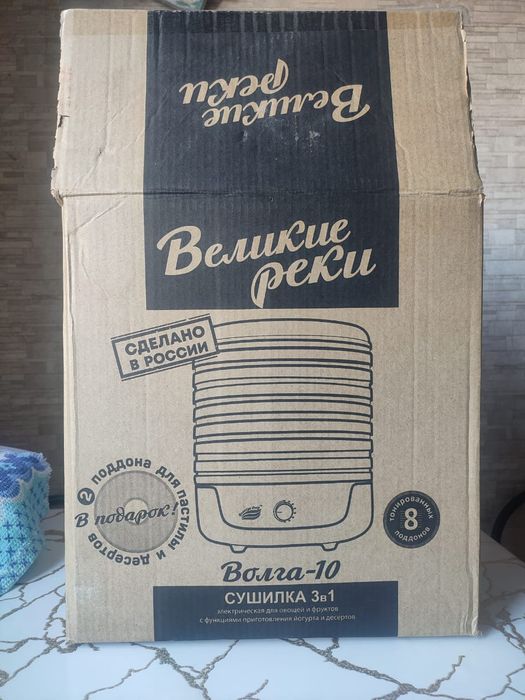 Великие
реки
Великие
реки
СДЕЛАНО
В РОССИИ
2 поддона для пастилы и десертов
В подарок!
8
тонированных
поддонов
Волга-10
СУШИЛКА 3в1
электрическая для овощей и фруктов
с функциями приготовления йогурта и десертов